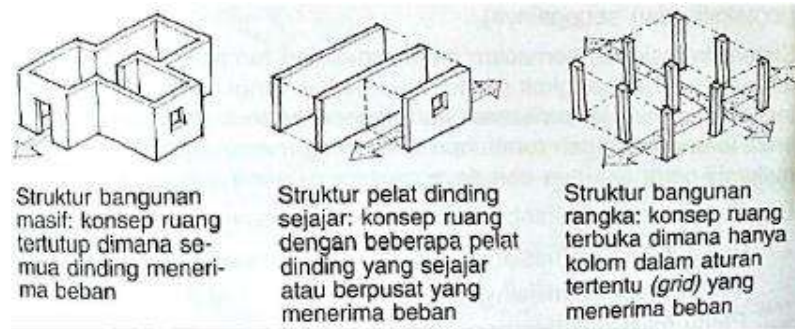 Struktur bangunan
masif: konsep ruang
tertutup dimana se-
mua dinding meneri-
ma beban
Struktur pelat dinding
sejajar: konsep ruang
dengan beberapa pelat
dinding yang sejajar
atau berpusat yang
menerima beban
Struktur bangunan
rangka: konsep ruang
terbuka dimana hanya
kolom dalam aturan
tertentu (grid) yang
menerima beban